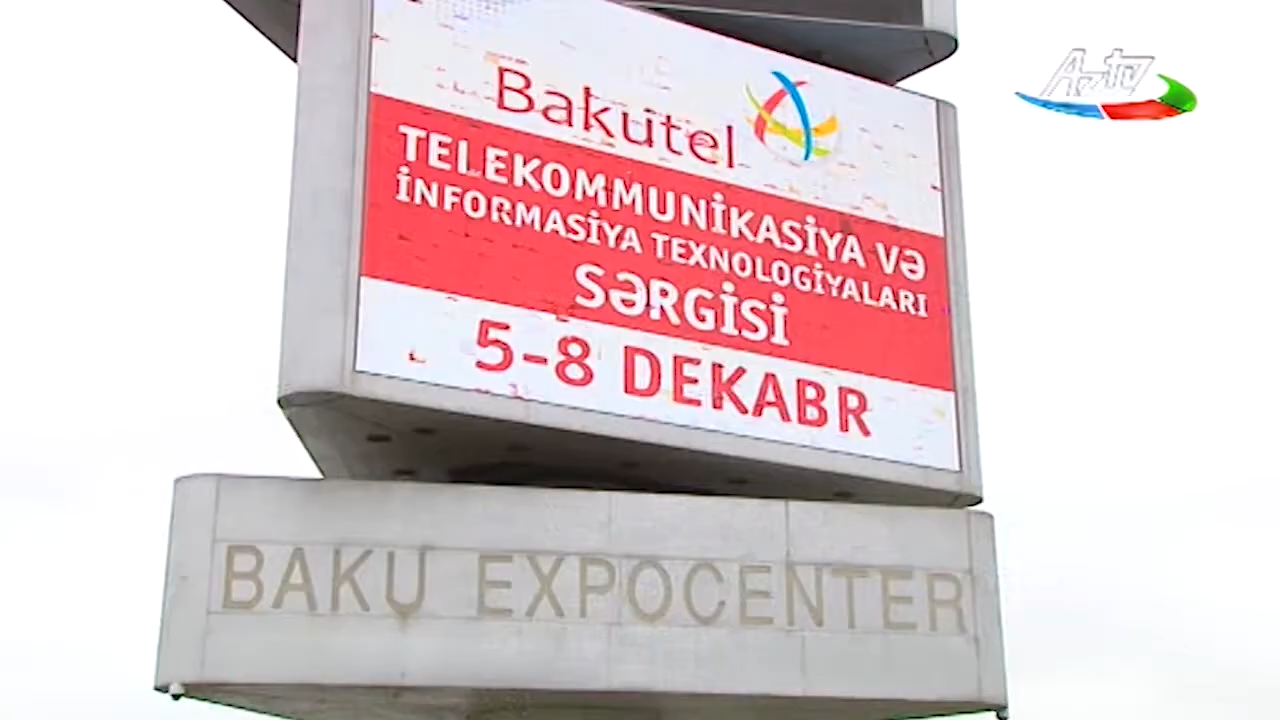 AzTV
Bakutel
TELEKOMMUNİKASİYA VƏ
İNFORMASİYA TEXNOLOGİYALARI
SƏRGİSİ
5-8 DEKABR
BAKU EXPOCENTER